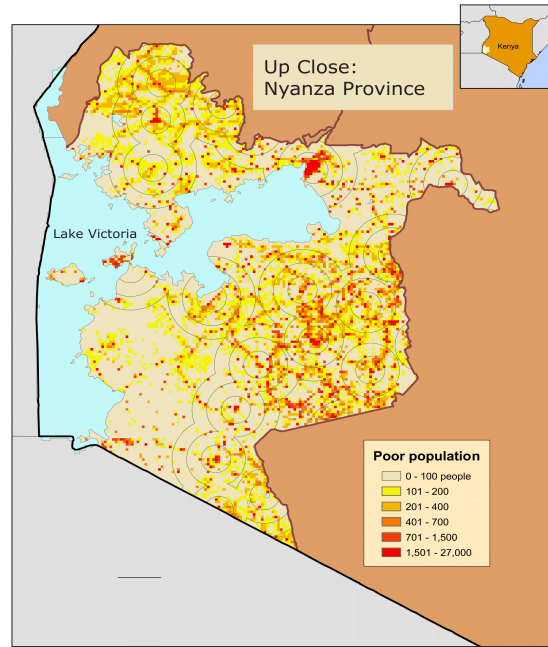 Kenya
Up Close:
Nyanza Province
Lake Victoria
Poor population
0 - 100 people
101 - 200
201 - 400
401 - 700
701 - 1,500
1,501 - 27,000